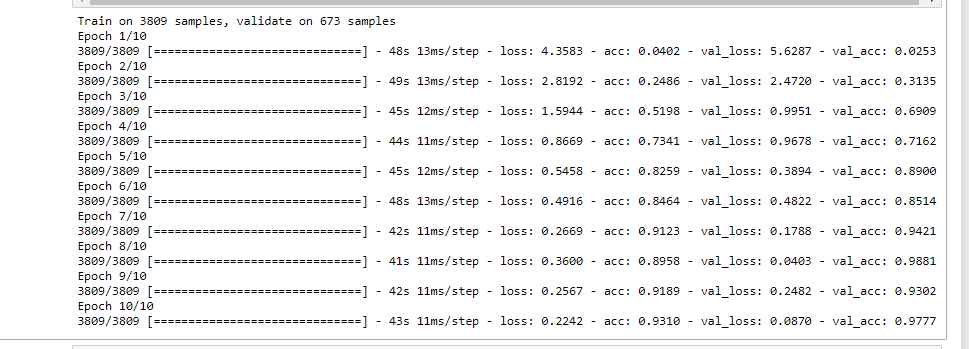 Train on 3809 samples, validate on 673 samples
Epoch 1/10
3809/3809 [==============================] - 48s 13ms/step - loss: 4.3583 - acc: 0.0402 - val_loss: 5.6287 - val_acc: 0.0253
Epoch 2/10
3809/3809 [==============================] - 49s 13ms/step - loss: 2.8192 - acc: 0.2486 - val_loss: 2.4720 - val_acc: 0.3135
Epoch 3/10
3809/3809 [==============================] - 45s 12ms/step - loss: 1.5944 - acc: 0.5198 - val_loss: 0.9951 - val_acc: 0.6909
Epoch 4/10
3809/3809 [==============================] - 44s 11ms/step - loss: 0.8669 - acc: 0.7341 - val_loss: 0.9678 - val_acc: 0.7162
Epoch 5/10
3809/3809 [==============================] - 45s 12ms/step - loss: 0.5458 - acc: 0.8259 - val_loss: 0.3894 - val_acc: 0.8900
Epoch 6/10
3809/3809 [==============================] - 48s 13ms/step - loss: 0.4916 - acc: 0.8464 - val_loss: 0.4822 - val_acc: 0.8514
Epoch 7/10
3809/3809 [==============================] - 42s 11ms/step - loss: 0.2669 - acc: 0.9123 - val_loss: 0.1788 - val_acc: 0.9421
Epoch 8/10
3809/3809 [==============================] - 41s 11ms/step - loss: 0.3600 - acc: 0.8958 - val_loss: 0.0403 - val_acc: 0.9881
Epoch 9/10
3809/3809 [==============================] - 42s 11ms/step - loss: 0.2567 - acc: 0.9189 - val_loss: 0.2482 - val_acc: 0.9302
Epoch 10/10
3809/3809 [==============================] - 43s 11ms/step - loss: 0.2242 - acc: 0.9310 - val_loss: 0.0870 - val_acc: 0.9777